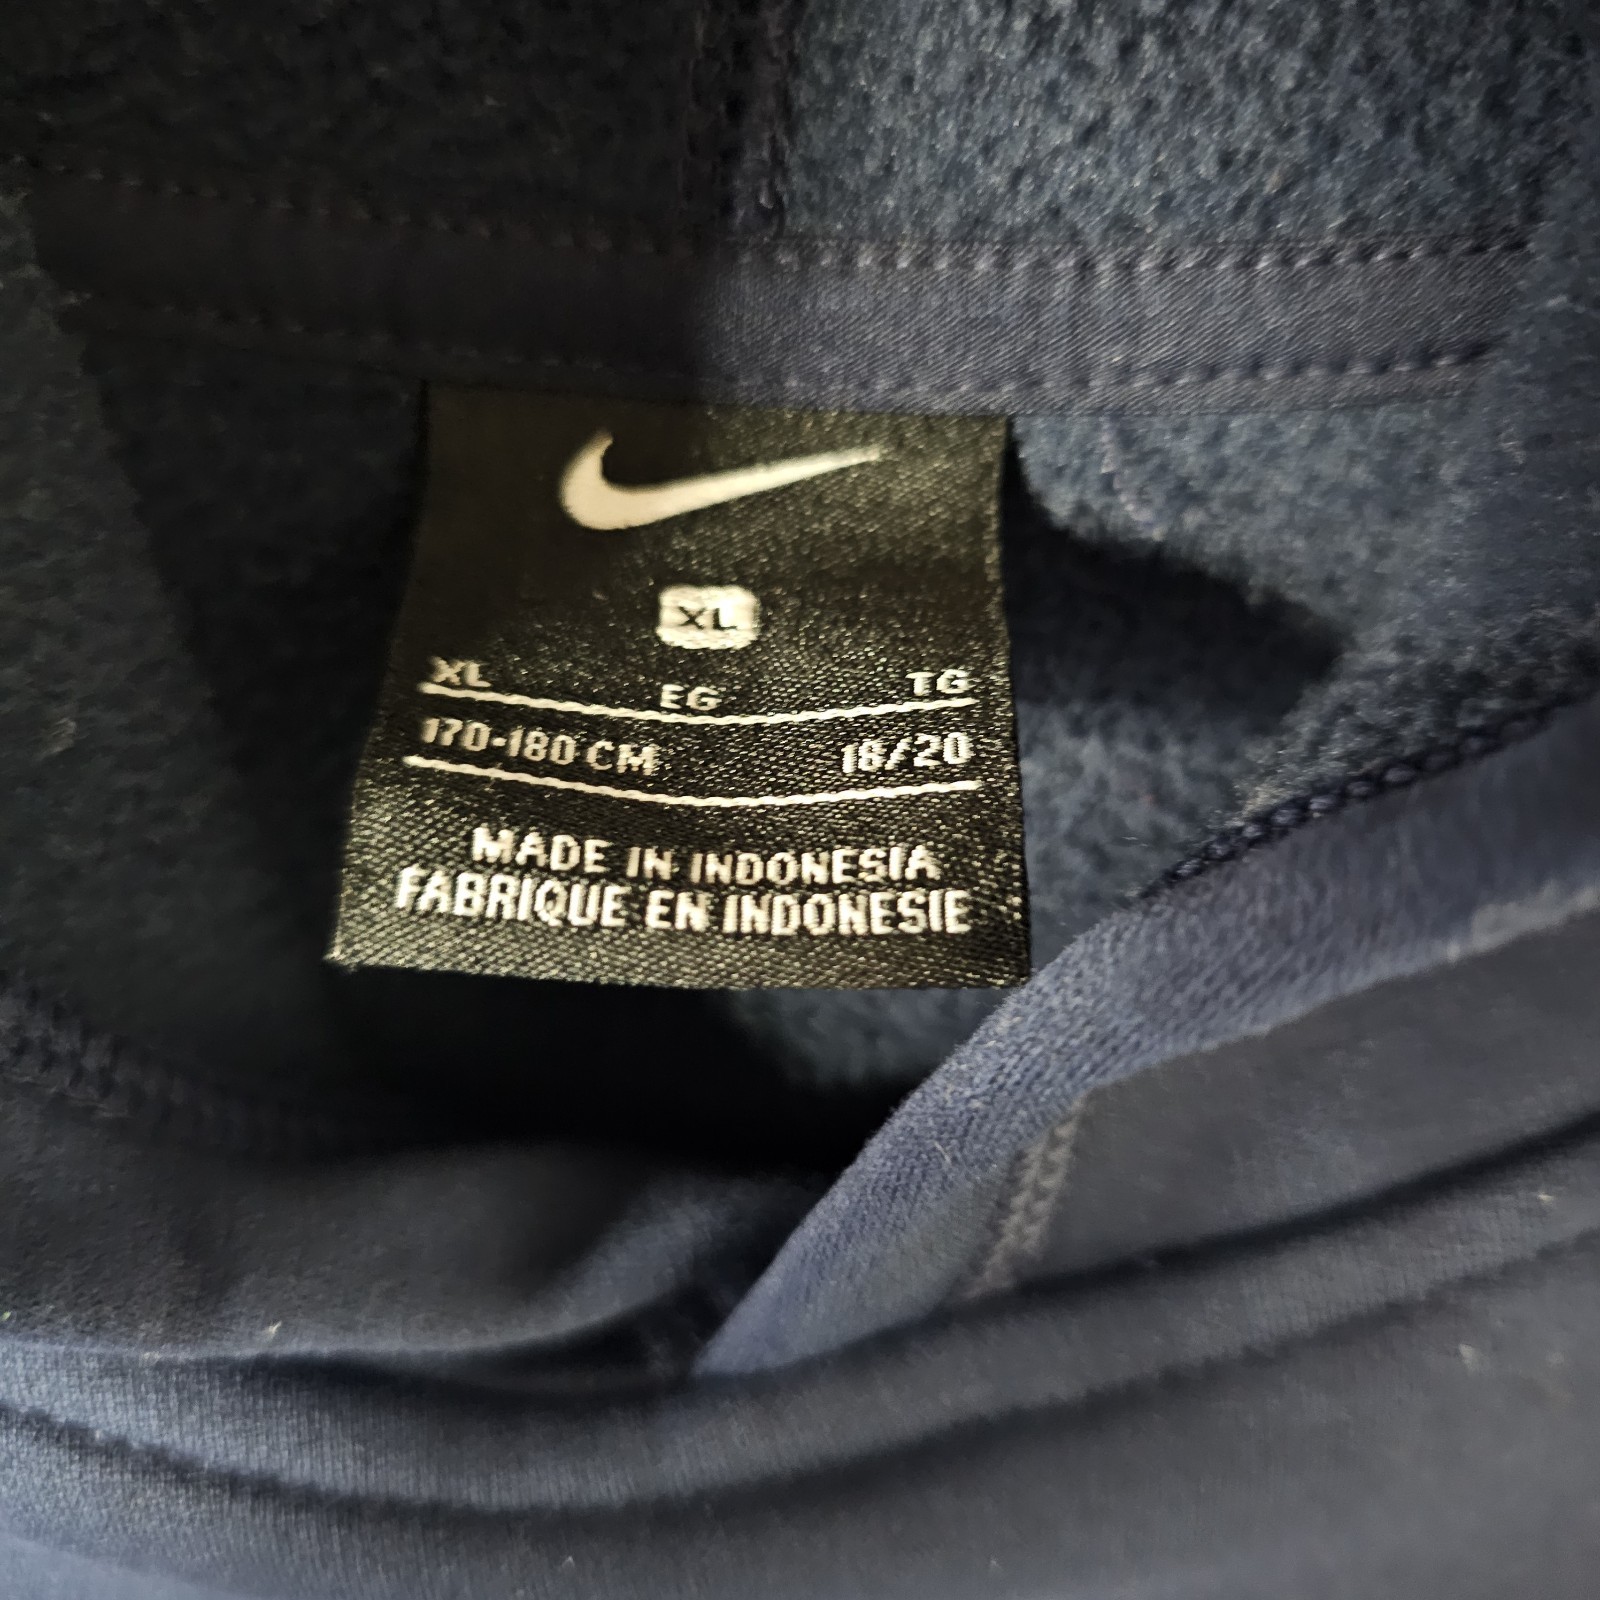 XL
XL EG TG
170-180 CM 18/20
MADE IN INDONESIA
FABRIQUE EN INDONESIE